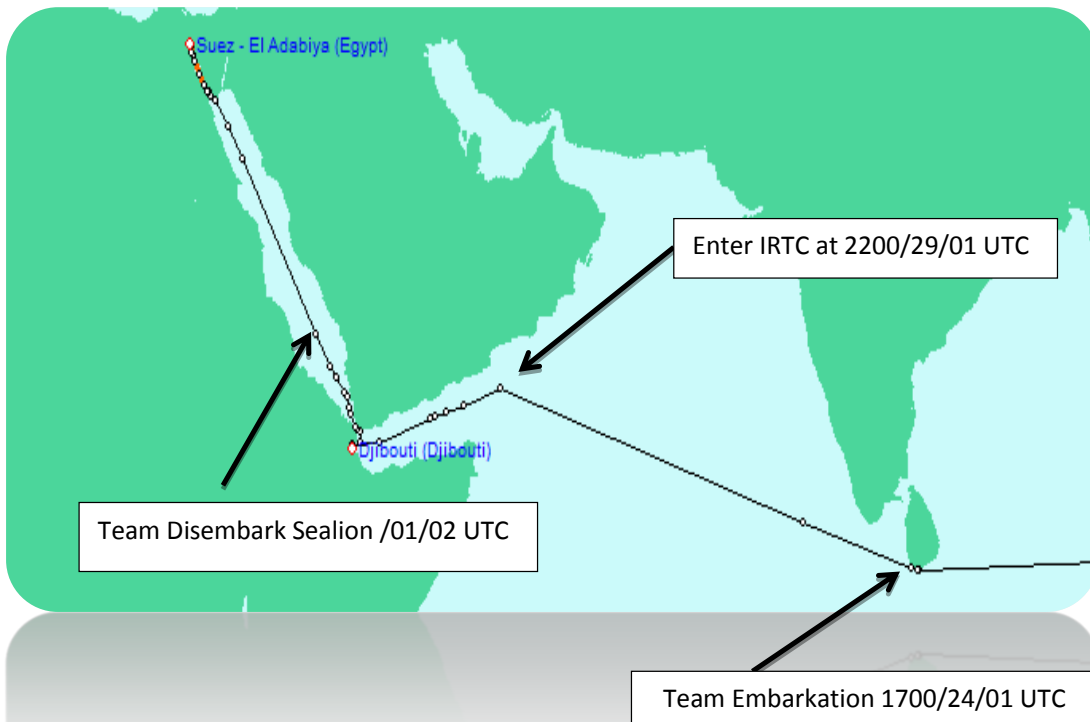 Suez - El Adabiya (Egypt)
Enter IRTC at 2200/29/01 UTC
Djibouti (Djibouti)
Team Disembark Sealion /01/02 UTC
Team Embarkation 1700/24/01 UTC